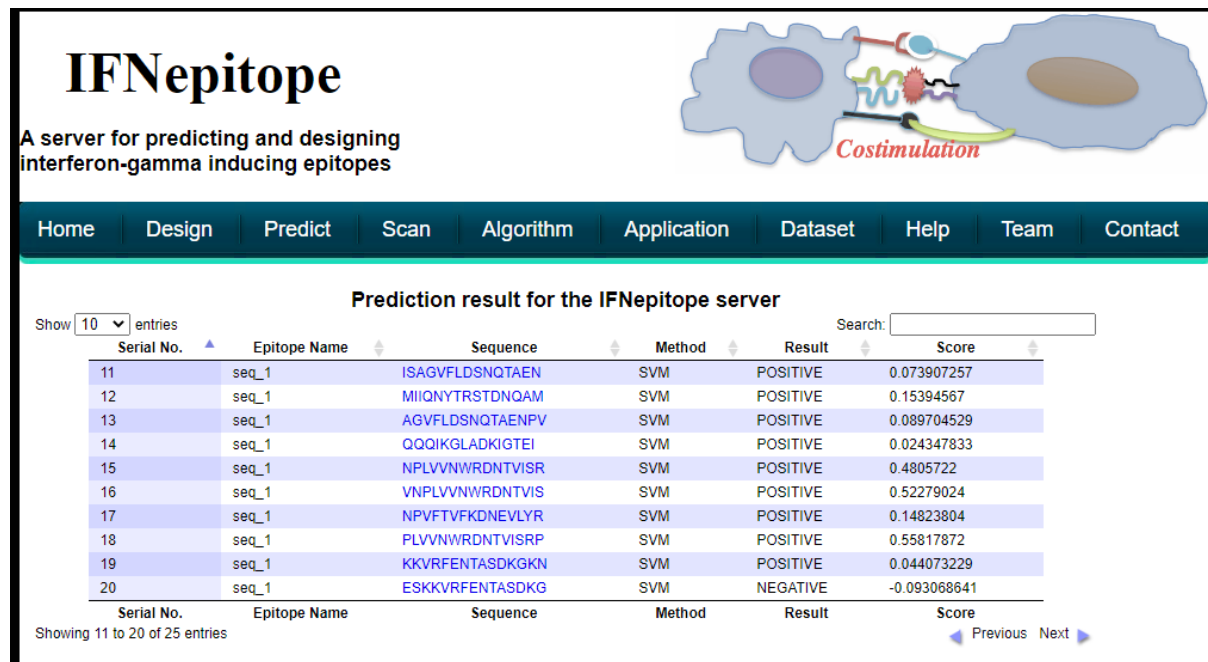 IFNepitope
A server for predicting and designing
interferon-gamma inducing epitopes
Costimulation
Home Design Predict Scan Algorithm Application Dataset Help Team Contact
Prediction result for the IFNepitope server
Show 10 entries Search:
Serial No. Epitope Name Sequence Method Result Score
11 seq_1 ISAGVFLDSNQTAEN SVM POSITIVE 0.073907257
12 seq_1 MIIQNYTRSTDNQAM SVM POSITIVE 0.15394567
13 seq_1 AGVFLDSNQTAENPV SVM POSITIVE 0.089704529
14 seq_1 QQQIKGLADKIGTEI SVM POSITIVE 0.024347833
15 seq_1 NPLVVNWRDNTVISR SVM POSITIVE 0.4805722
16 seq_1 VNPLVVNWRDNTVIS SVM POSITIVE 0.52279024
17 seq_1 NPVFTVFKDNEVLYR SVM POSITIVE 0.14823804
18 seq_1 PLVVNWRDNTVISRP SVM POSITIVE 0.55817872
19 seq_1 KKVRFENTASDKGKN SVM POSITIVE 0.044073229
20 seq_1 ESKKVRFENTASDKG SVM NEGATIVE -0.093068641
Serial No. Epitope Name Sequence Method Result Score
Showing 11 to 20 of 25 entries Previous Next